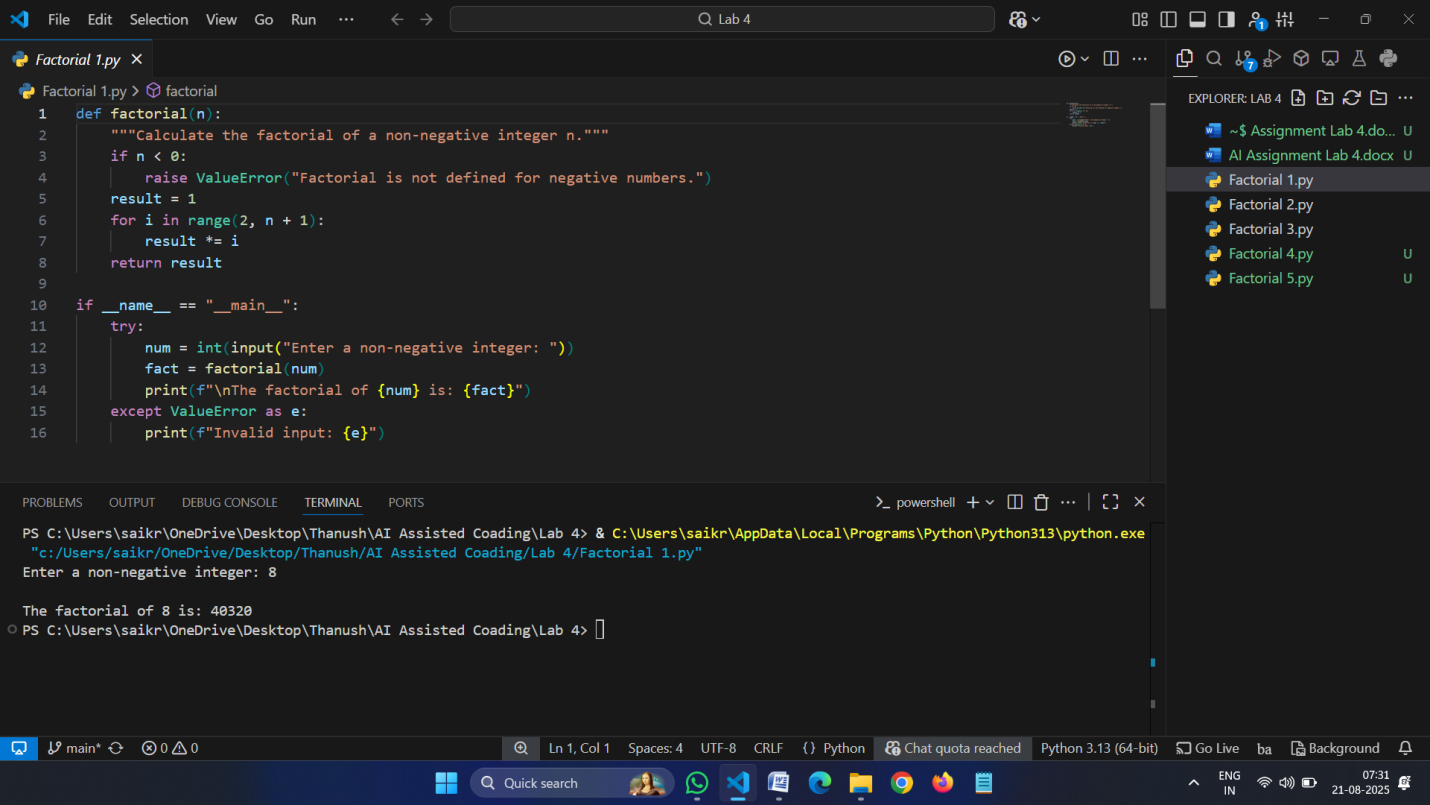 File Edit Selection View Go Run ··· Lab 4 1
Factorial 1.py
Factorial 1.py > factorial
1 def factorial(n):
2     """Calculate the factorial of a non-negative integer n."""
3     if n < 0:
4         raise ValueError("Factorial is not defined for negative numbers.")
5     result = 1
6     for i in range(2, n + 1):
7         result *= i
8     return result
9
10 if __name__ == "__main__":
11     try:
12         num = int(input("Enter a non-negative integer: "))
13         fact = factorial(num)
14         print(f"\nThe factorial of {num} is: {fact}")
15     except ValueError as e:
16         print(f"Invalid input: {e}")
7
EXPLORER: LAB 4
~$ Assignment Lab 4.do... U
AI Assignment Lab 4.docx U
Factorial 1.py
Factorial 2.py
Factorial 3.py
Factorial 4.py U
Factorial 5.py U
PROBLEMS OUTPUT DEBUG CONSOLE TERMINAL PORTS powershell
PS C:\Users\saikr\OneDrive\Desktop\Thanush\AI Assisted Coading\Lab 4> & C:\Users\saikr\AppData\Local\Programs\Python\Python313\python.exe
"c:/Users/saikr/OneDrive/Desktop/Thanush/AI Assisted Coading/Lab 4/Factorial 1.py"
Enter a non-negative integer: 8
The factorial of 8 is: 40320
PS C:\Users\saikr\OneDrive\Desktop\Thanush\AI Assisted Coading\Lab 4>
main* 0 0 Ln 1, Col 1 Spaces: 4 UTF-8 CRLF {} Python Chat quota reached Python 3.13 (64-bit) Go Live ba Background
Quick search ENG 07:31
IN 21-08-2025